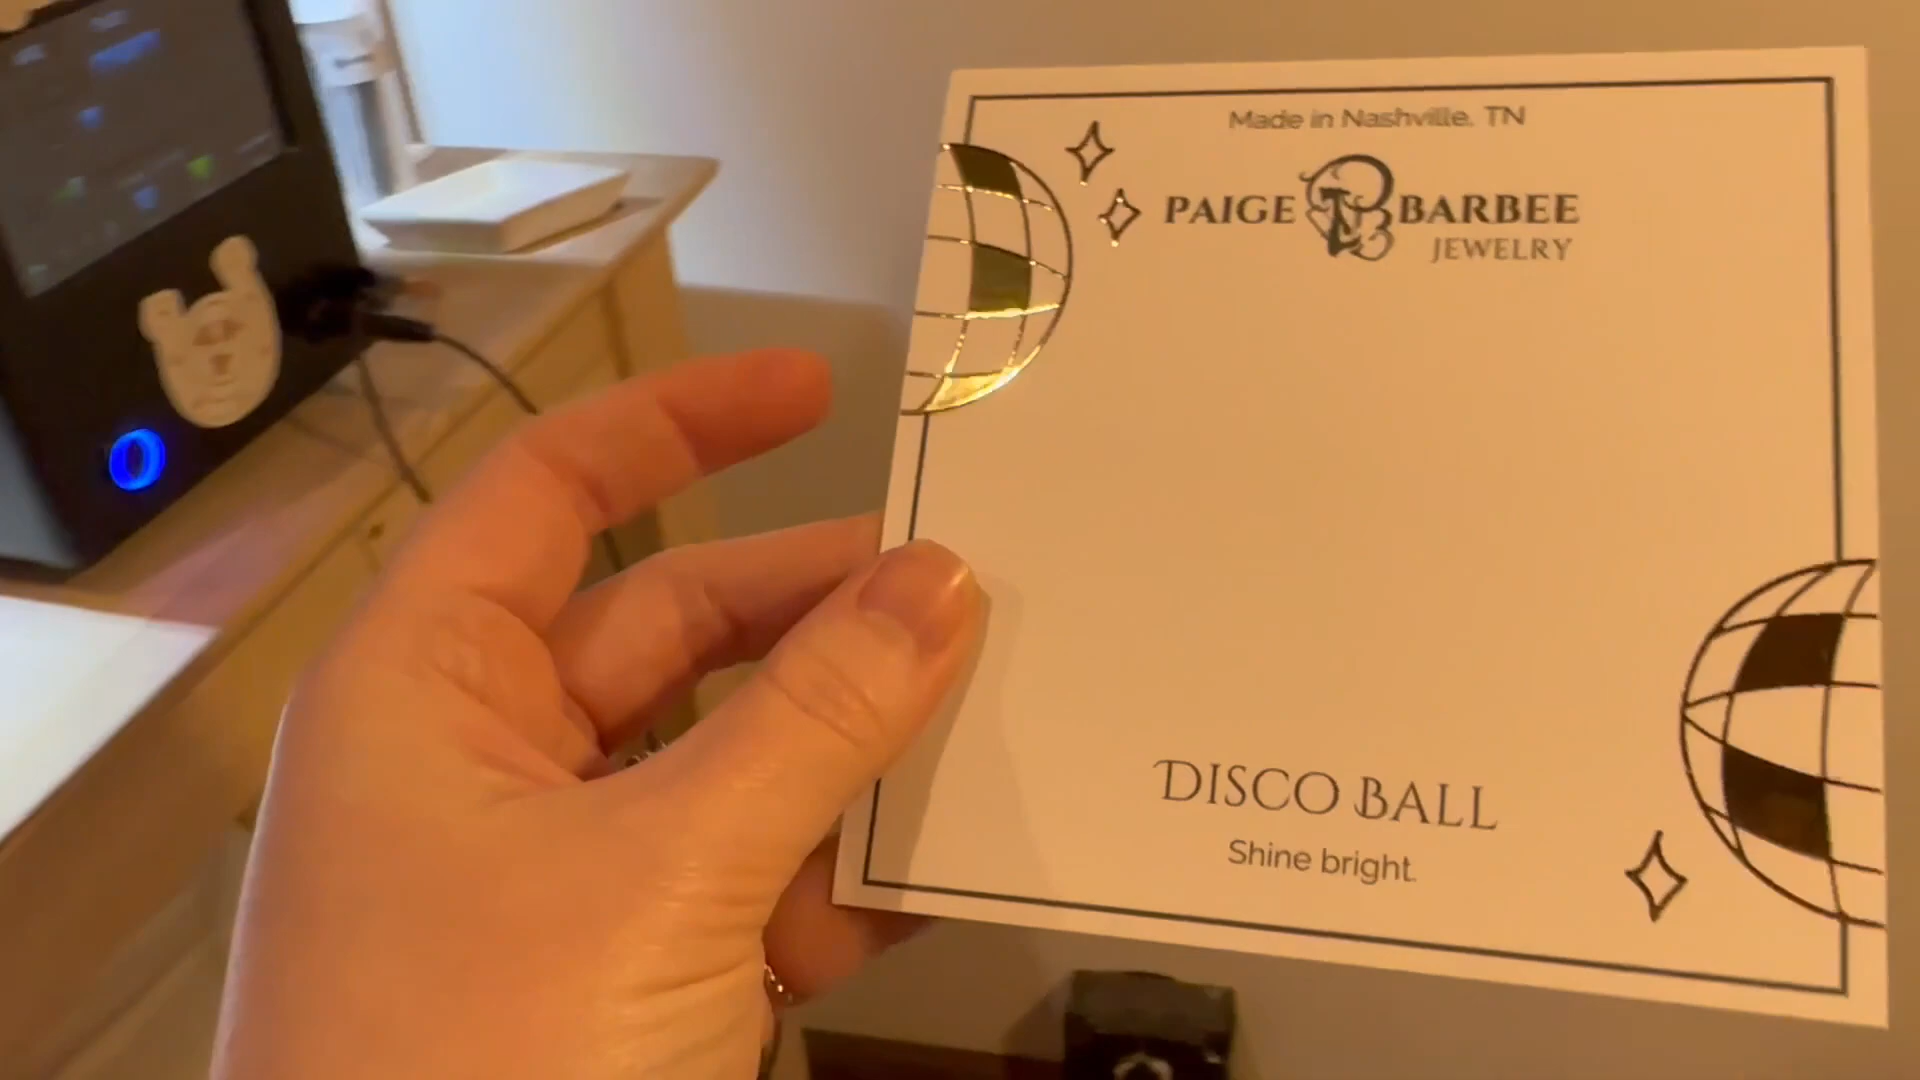 Made in Nashville, TN
PAIGE BARBEE
JEWELRY
DISCO BALL
Shine bright.